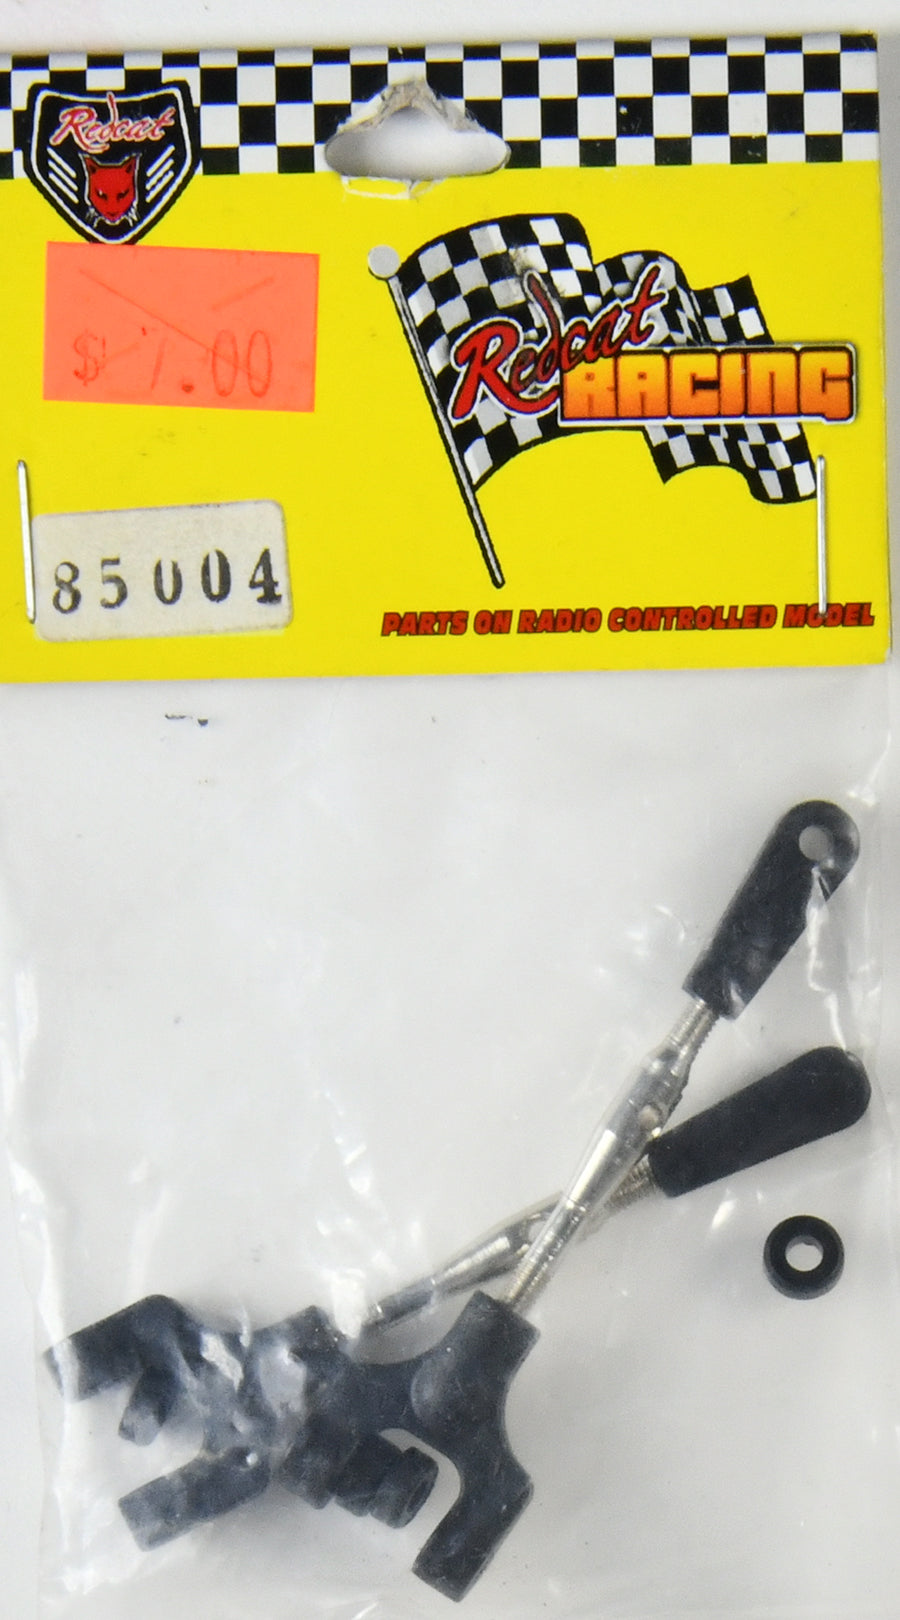 Redcat
$ 7.00
Redcat
RACING
85004
PARTS ON RADIO CONTROLLED MODEL